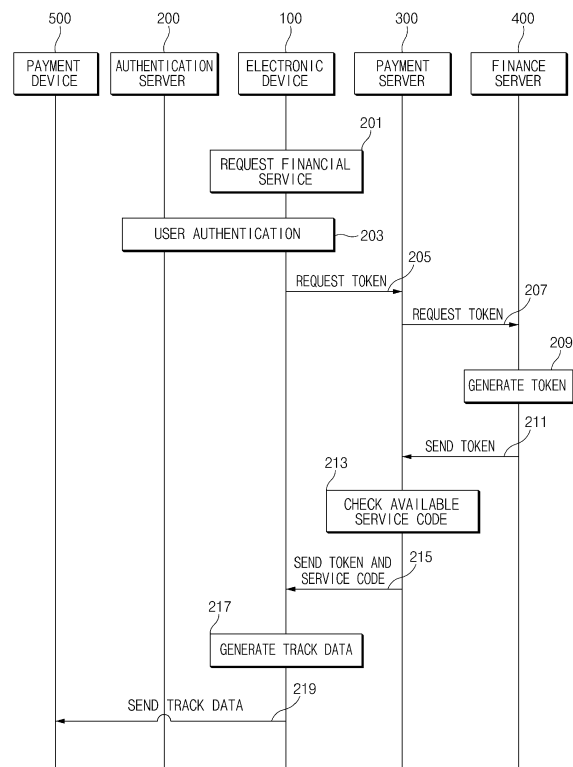 500
200
100
300
400
PAYMENT
DEVICE
AUTHENTICATION
SERVER
ELECTRONIC
DEVICE
PAYMENT
SERVER
FINANCE
SERVER
201
REQUEST FINANCIAL
SERVICE
USER AUTHENTICATION
203
205
REQUEST TOKEN
207
REQUEST TOKEN
209
GENERATE TOKEN
211
SEND TOKEN
213
CHECK AVAILABLE
SERVICE CODE
SEND TOKEN AND
SERVICE CODE
215
217
GENERATE TRACK DATA
219
SEND TRACK DATA